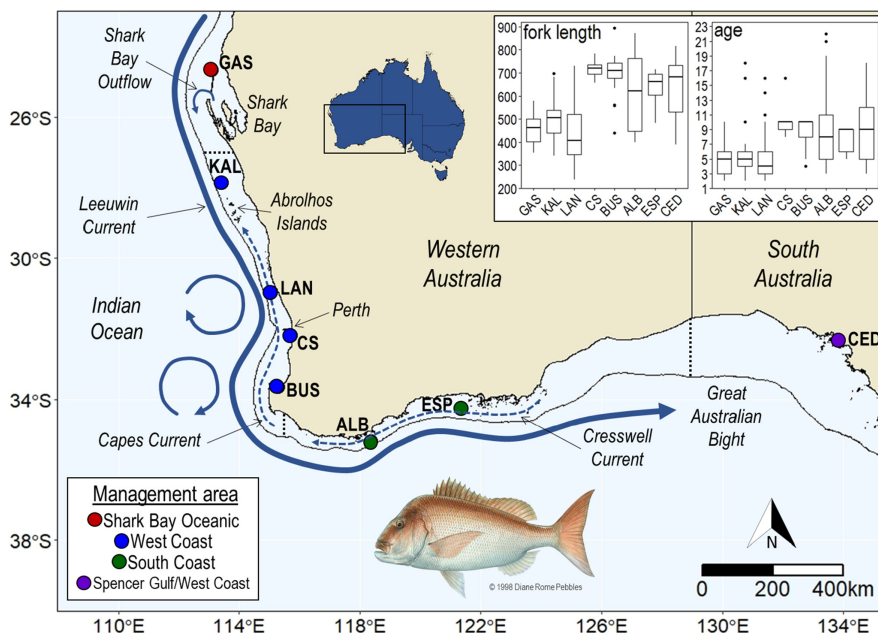 Shark
Bay
Outflow
GAS
Shark
Bay
26°S
KAL
Leeuwin
Current
Abrolhos
Islands
30°S
LAN
Indian
Ocean
Perth
CS
BUS
34°S
Capes Current
ALB
ESP
Cresswell
Current
Great
Australian
Bight
CED
Western
Australia
South
Australia
fork length
900
800
700
600
500
400
300
200
GAS
KAL
LAN
CS
BUS
ALB
ESP
CED
age
23
21
19
17
15
13
11
9
7
5
3
1
GAS
KAL
LAN
CS
BUS
ALB
ESP
CED
Management area
Shark Bay Oceanic
West Coast
South Coast
Spencer Gulf/West Coast
38°S
© 1998 Diane Rome Pebbles
N
0 200 400km
110°E 114°E 118°E 122°E 126°E 130°E 134°E